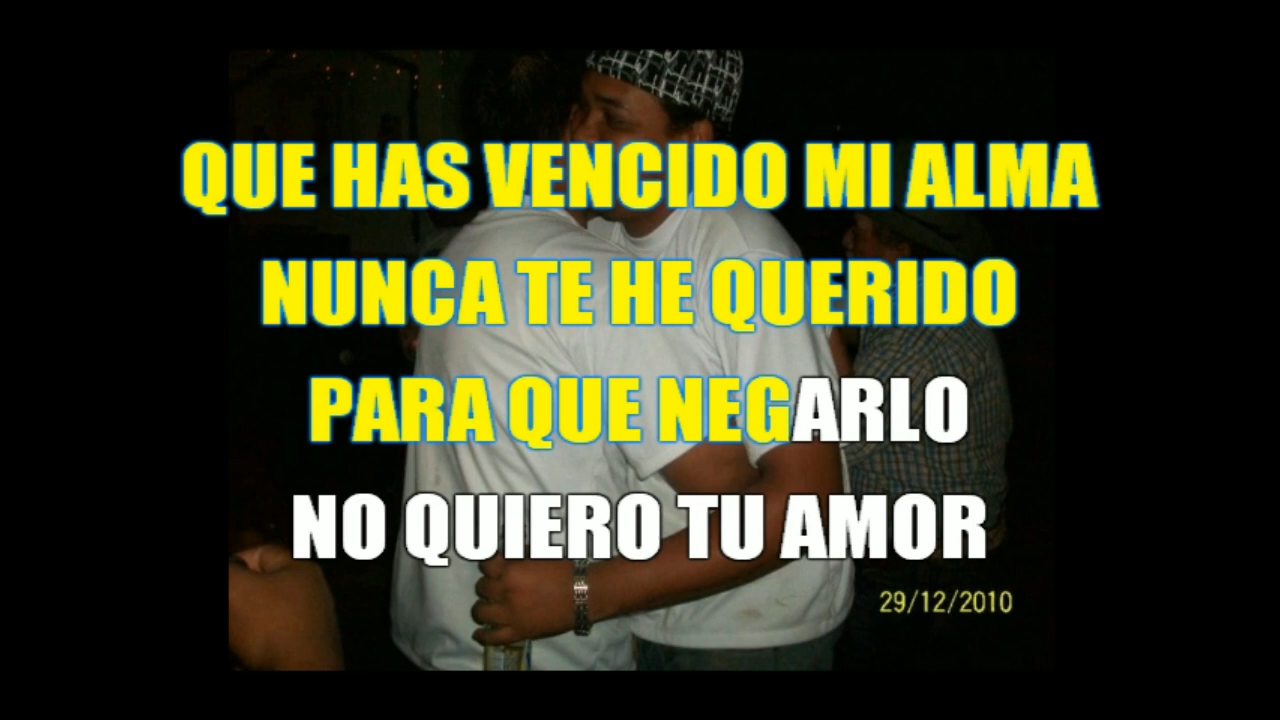 QUE HAS VENCIDO MI ALMA
NUNCA TE HE QUERIDO
PARA QUE NEGARLO
NO QUIERO TU AMOR
29/12/2010